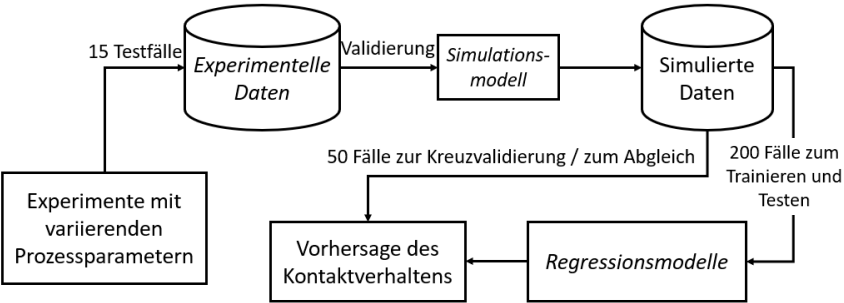 15 Testfälle
Experimentelle
Daten
Validierung
Simulations-
modell
Simulierte
Daten
50 Fälle zur Kreuzvalidierung / zum Abgleich
200 Fälle zum
Trainieren und
Testen
Experimente mit
variierenden
Prozessparametern
Vorhersage des
Kontaktverhaltens
Regressionsmodelle